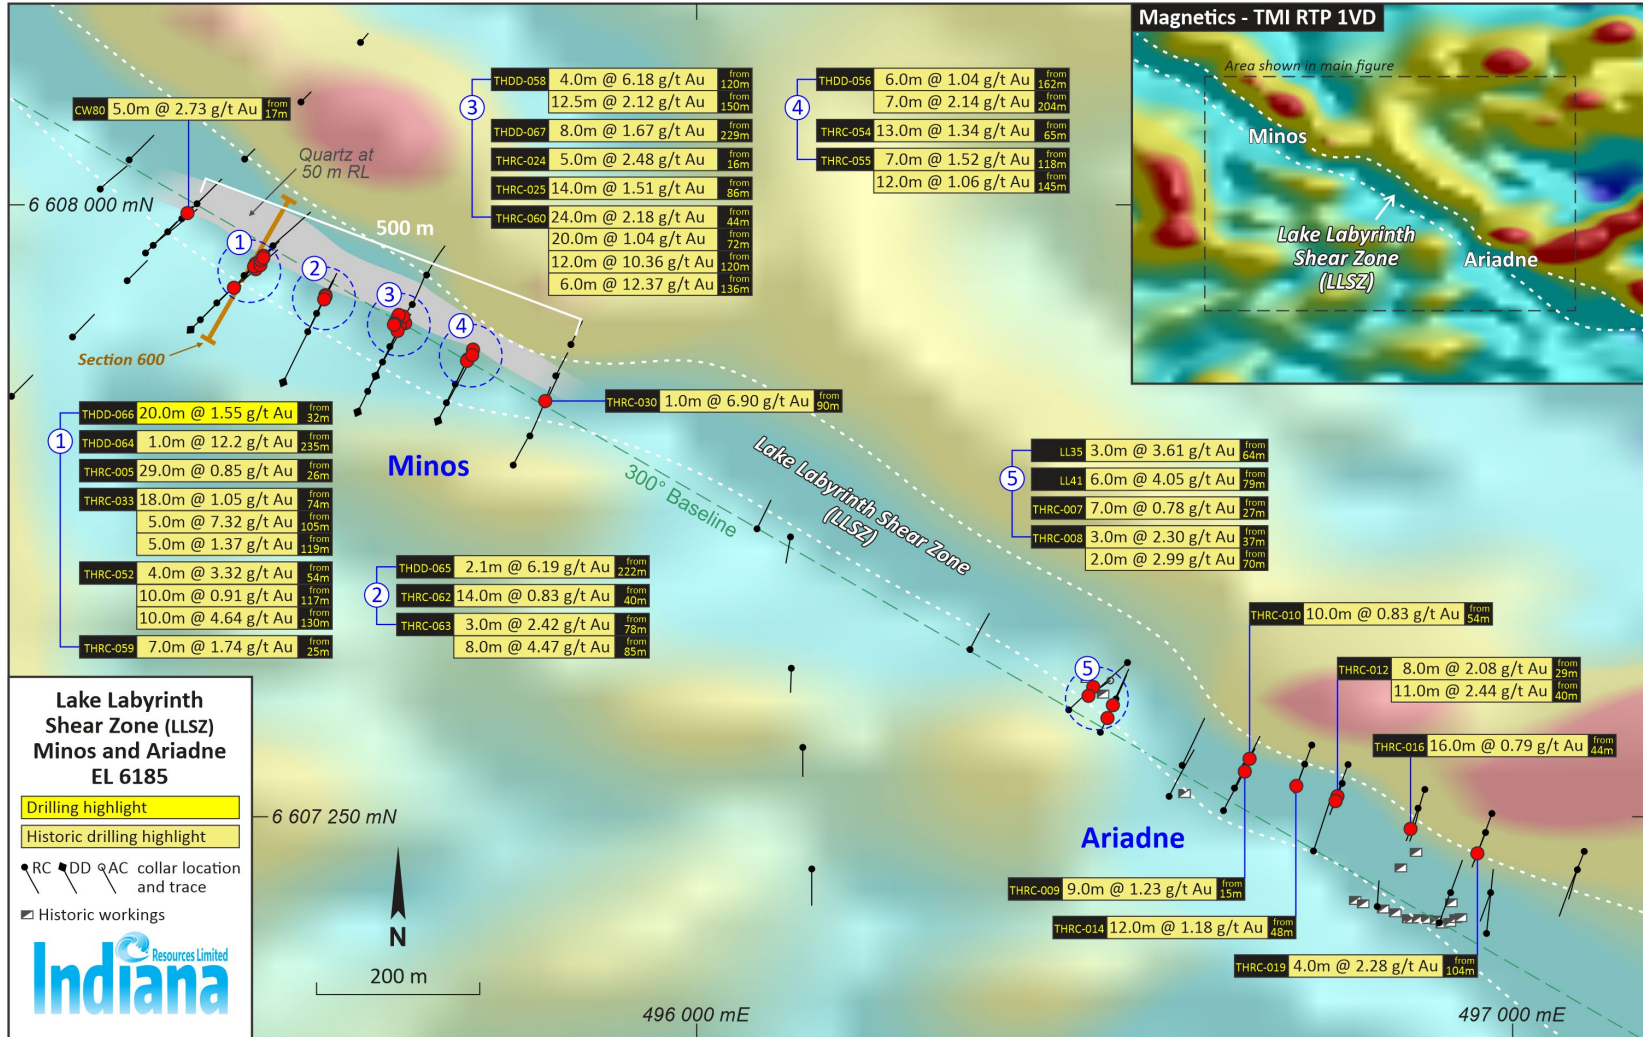 Magnetics - TMI RTP 1VD
Area shown in main figure
Minos
Lake Labyrinth
Shear Zone
(LLSZ)
Ariadne
CW80 5.0m @ 2.73 g/t Au from 17m
Quartz at
50 m RL
6 608 000 mN
500 m
1
2
3
4
Section 600
3
THDD-058 4.0m @ 6.18 g/t Au from 120m
12.5m @ 2.12 g/t Au from 150m
THDD-067 8.0m @ 1.67 g/t Au from 229m
THRC-024 5.0m @ 2.48 g/t Au from 16m
THRC-025 14.0m @ 1.51 g/t Au from 86m
THRC-060 24.0m @ 2.18 g/t Au from 44m
20.0m @ 1.04 g/t Au from 72m
12.0m @ 10.36 g/t Au from 120m
6.0m @ 12.37 g/t Au from 136m
4
THDD-056 6.0m @ 1.04 g/t Au from 162m
7.0m @ 2.14 g/t Au from 204m
THRC-054 13.0m @ 1.34 g/t Au from 65m
THRC-055 7.0m @ 1.52 g/t Au from 118m
12.0m @ 1.06 g/t Au from 145m
THRC-030 1.0m @ 6.90 g/t Au from 90m
1
THDD-066 20.0m @ 1.55 g/t Au from 32m
THDD-064 1.0m @ 12.2 g/t Au from 235m
THRC-005 29.0m @ 0.85 g/t Au from 26m
THRC-033 18.0m @ 1.05 g/t Au from 74m
5.0m @ 7.32 g/t Au from 105m
5.0m @ 1.37 g/t Au from 119m
THRC-052 4.0m @ 3.32 g/t Au from 54m
10.0m @ 0.91 g/t Au from 117m
10.0m @ 4.64 g/t Au from 130m
THRC-059 7.0m @ 1.74 g/t Au from 25m
Minos
300° Baseline
Lake Labyrinth Shear Zone
(LLSZ)
2
THDD-065 2.1m @ 6.19 g/t Au from 222m
THRC-062 14.0m @ 0.83 g/t Au from 40m
THRC-063 3.0m @ 2.42 g/t Au from 78m
8.0m @ 4.47 g/t Au from 85m
5
LL35 3.0m @ 3.61 g/t Au from 64m
LL41 6.0m @ 4.05 g/t Au from 79m
THRC-007 7.0m @ 0.78 g/t Au from 27m
THRC-008 3.0m @ 2.30 g/t Au from 37m
2.0m @ 2.99 g/t Au from 70m
THRC-010 10.0m @ 0.83 g/t Au from 54m
5
THRC-012 8.0m @ 2.08 g/t Au from 29m
11.0m @ 2.44 g/t Au from 40m
THRC-016 16.0m @ 0.79 g/t Au from 44m
Ariadne
THRC-009 9.0m @ 1.23 g/t Au from 15m
THRC-014 12.0m @ 1.18 g/t Au from 48m
THRC-019 4.0m @ 2.28 g/t Au from 104m
6 607 250 mN
Lake Labyrinth
Shear Zone (LLSZ)
Minos and Ariadne
EL 6185
Drilling highlight
Historic drilling highlight
RC DD AC collar location
and trace
Historic workings
Resources Limited
Indiana
N
200 m
496 000 mE
497 000 mE